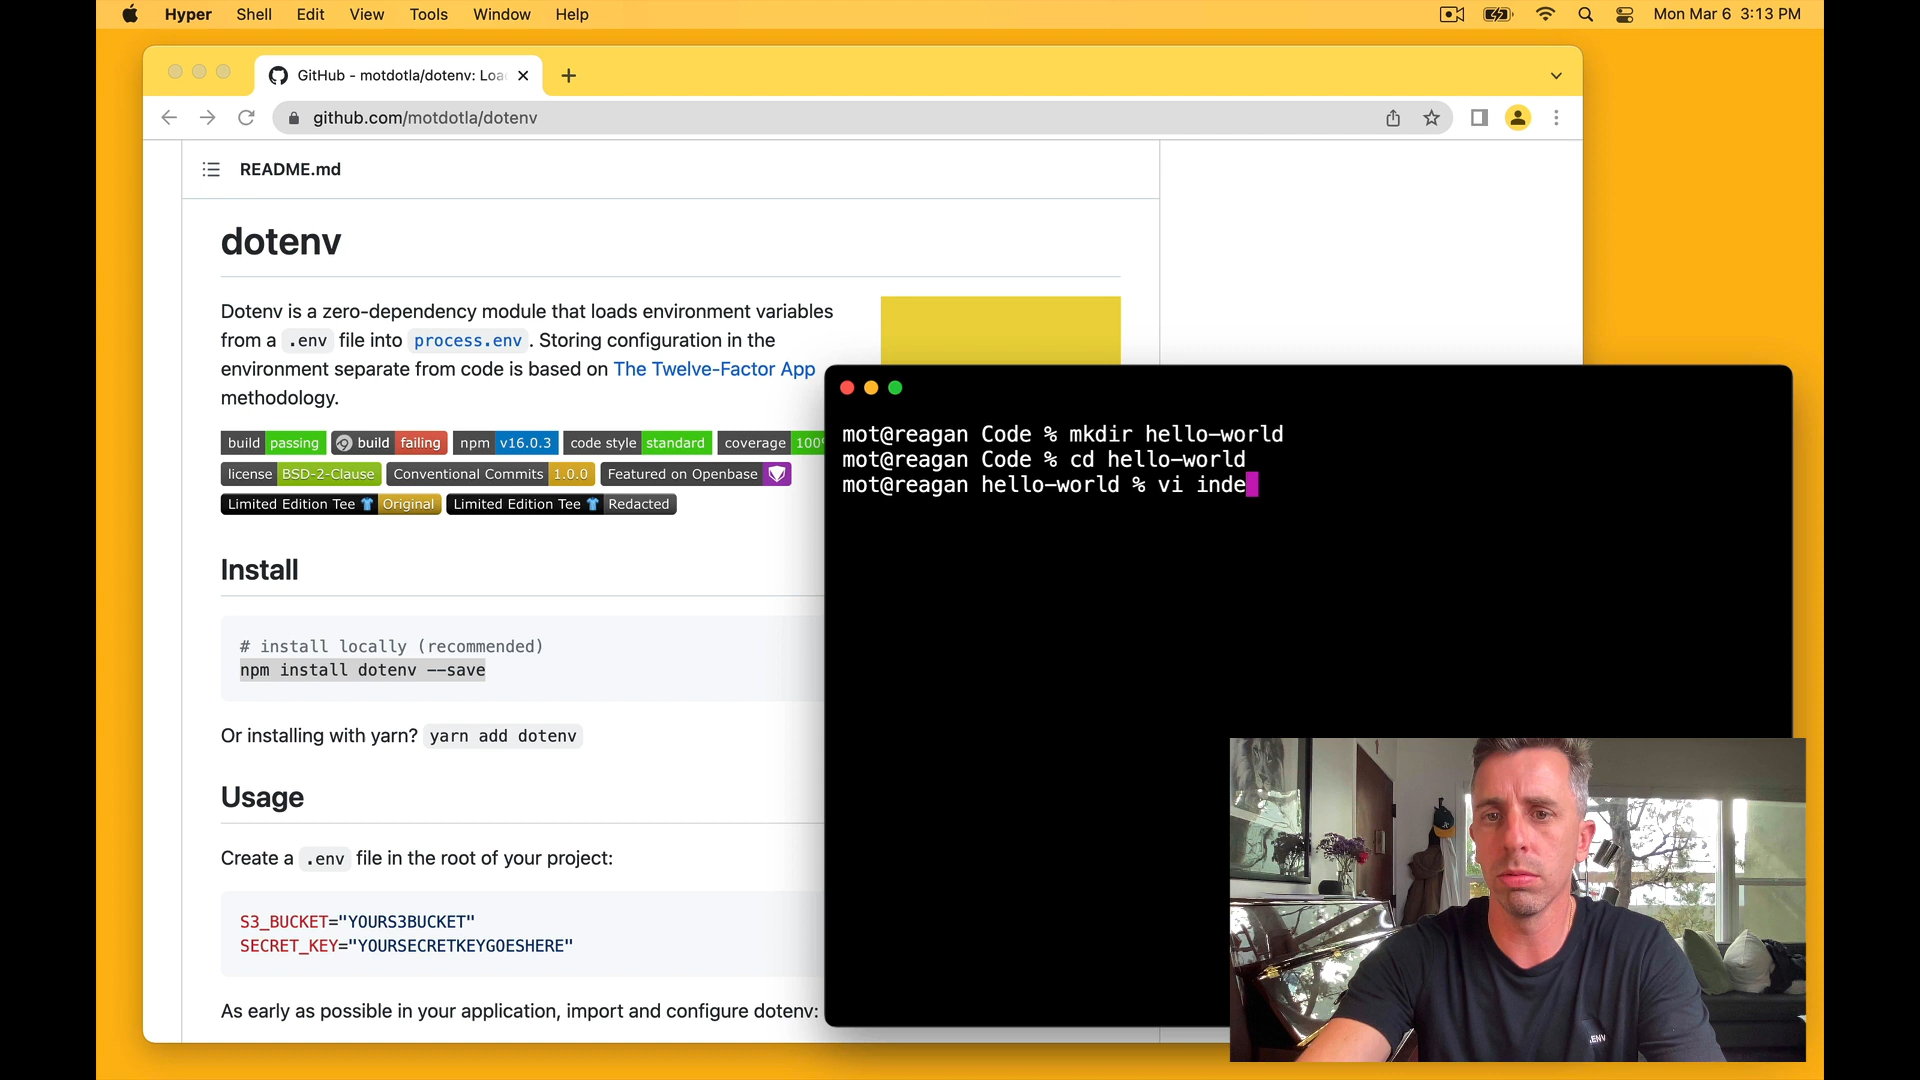 Hyper Shell Edit View Tools Window Help Mon Mar 6 3:13 PM
GitHub - motdotla/dotenv: Loa
github.com/motdotla/dotenv
README.md
dotenv
Dotenv is a zero-dependency module that loads environment variables
from a .env file into process.env. Storing configuration in the
environment separate from code is based on The Twelve-Factor App
methodology.
build passing build failing npm v16.0.3 code style standard coverage 100%
license BSD-2-Clause Conventional Commits 1.0.0 Featured on Openbase
Limited Edition Tee 👕 Original Limited Edition Tee 👕 Redacted
Install
# install locally (recommended)
npm install dotenv --save
Or installing with yarn? yarn add dotenv
Usage
Create a .env file in the root of your project:
S3_BUCKET="YOURS3BUCKET"
SECRET_KEY="YOURSECRETKEYGOESHERE"
As early as possible in your application, import and configure dotenv:
mot@reagan Code % mkdir hello-world
mot@reagan Code % cd hello-world
mot@reagan hello-world % vi inde
.ENV